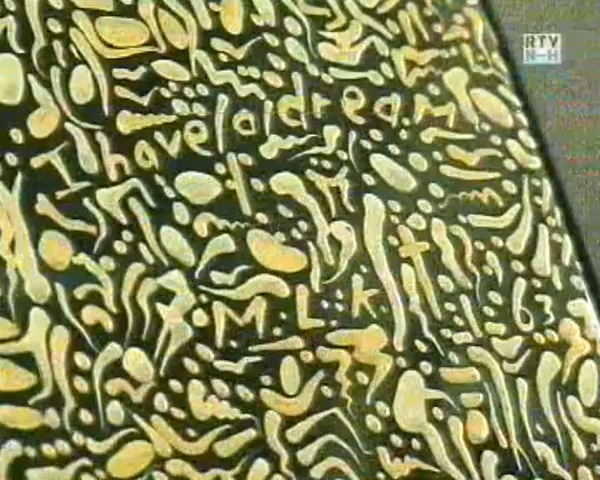 RTV
N-H
I have a dream
M.L.K. † 63